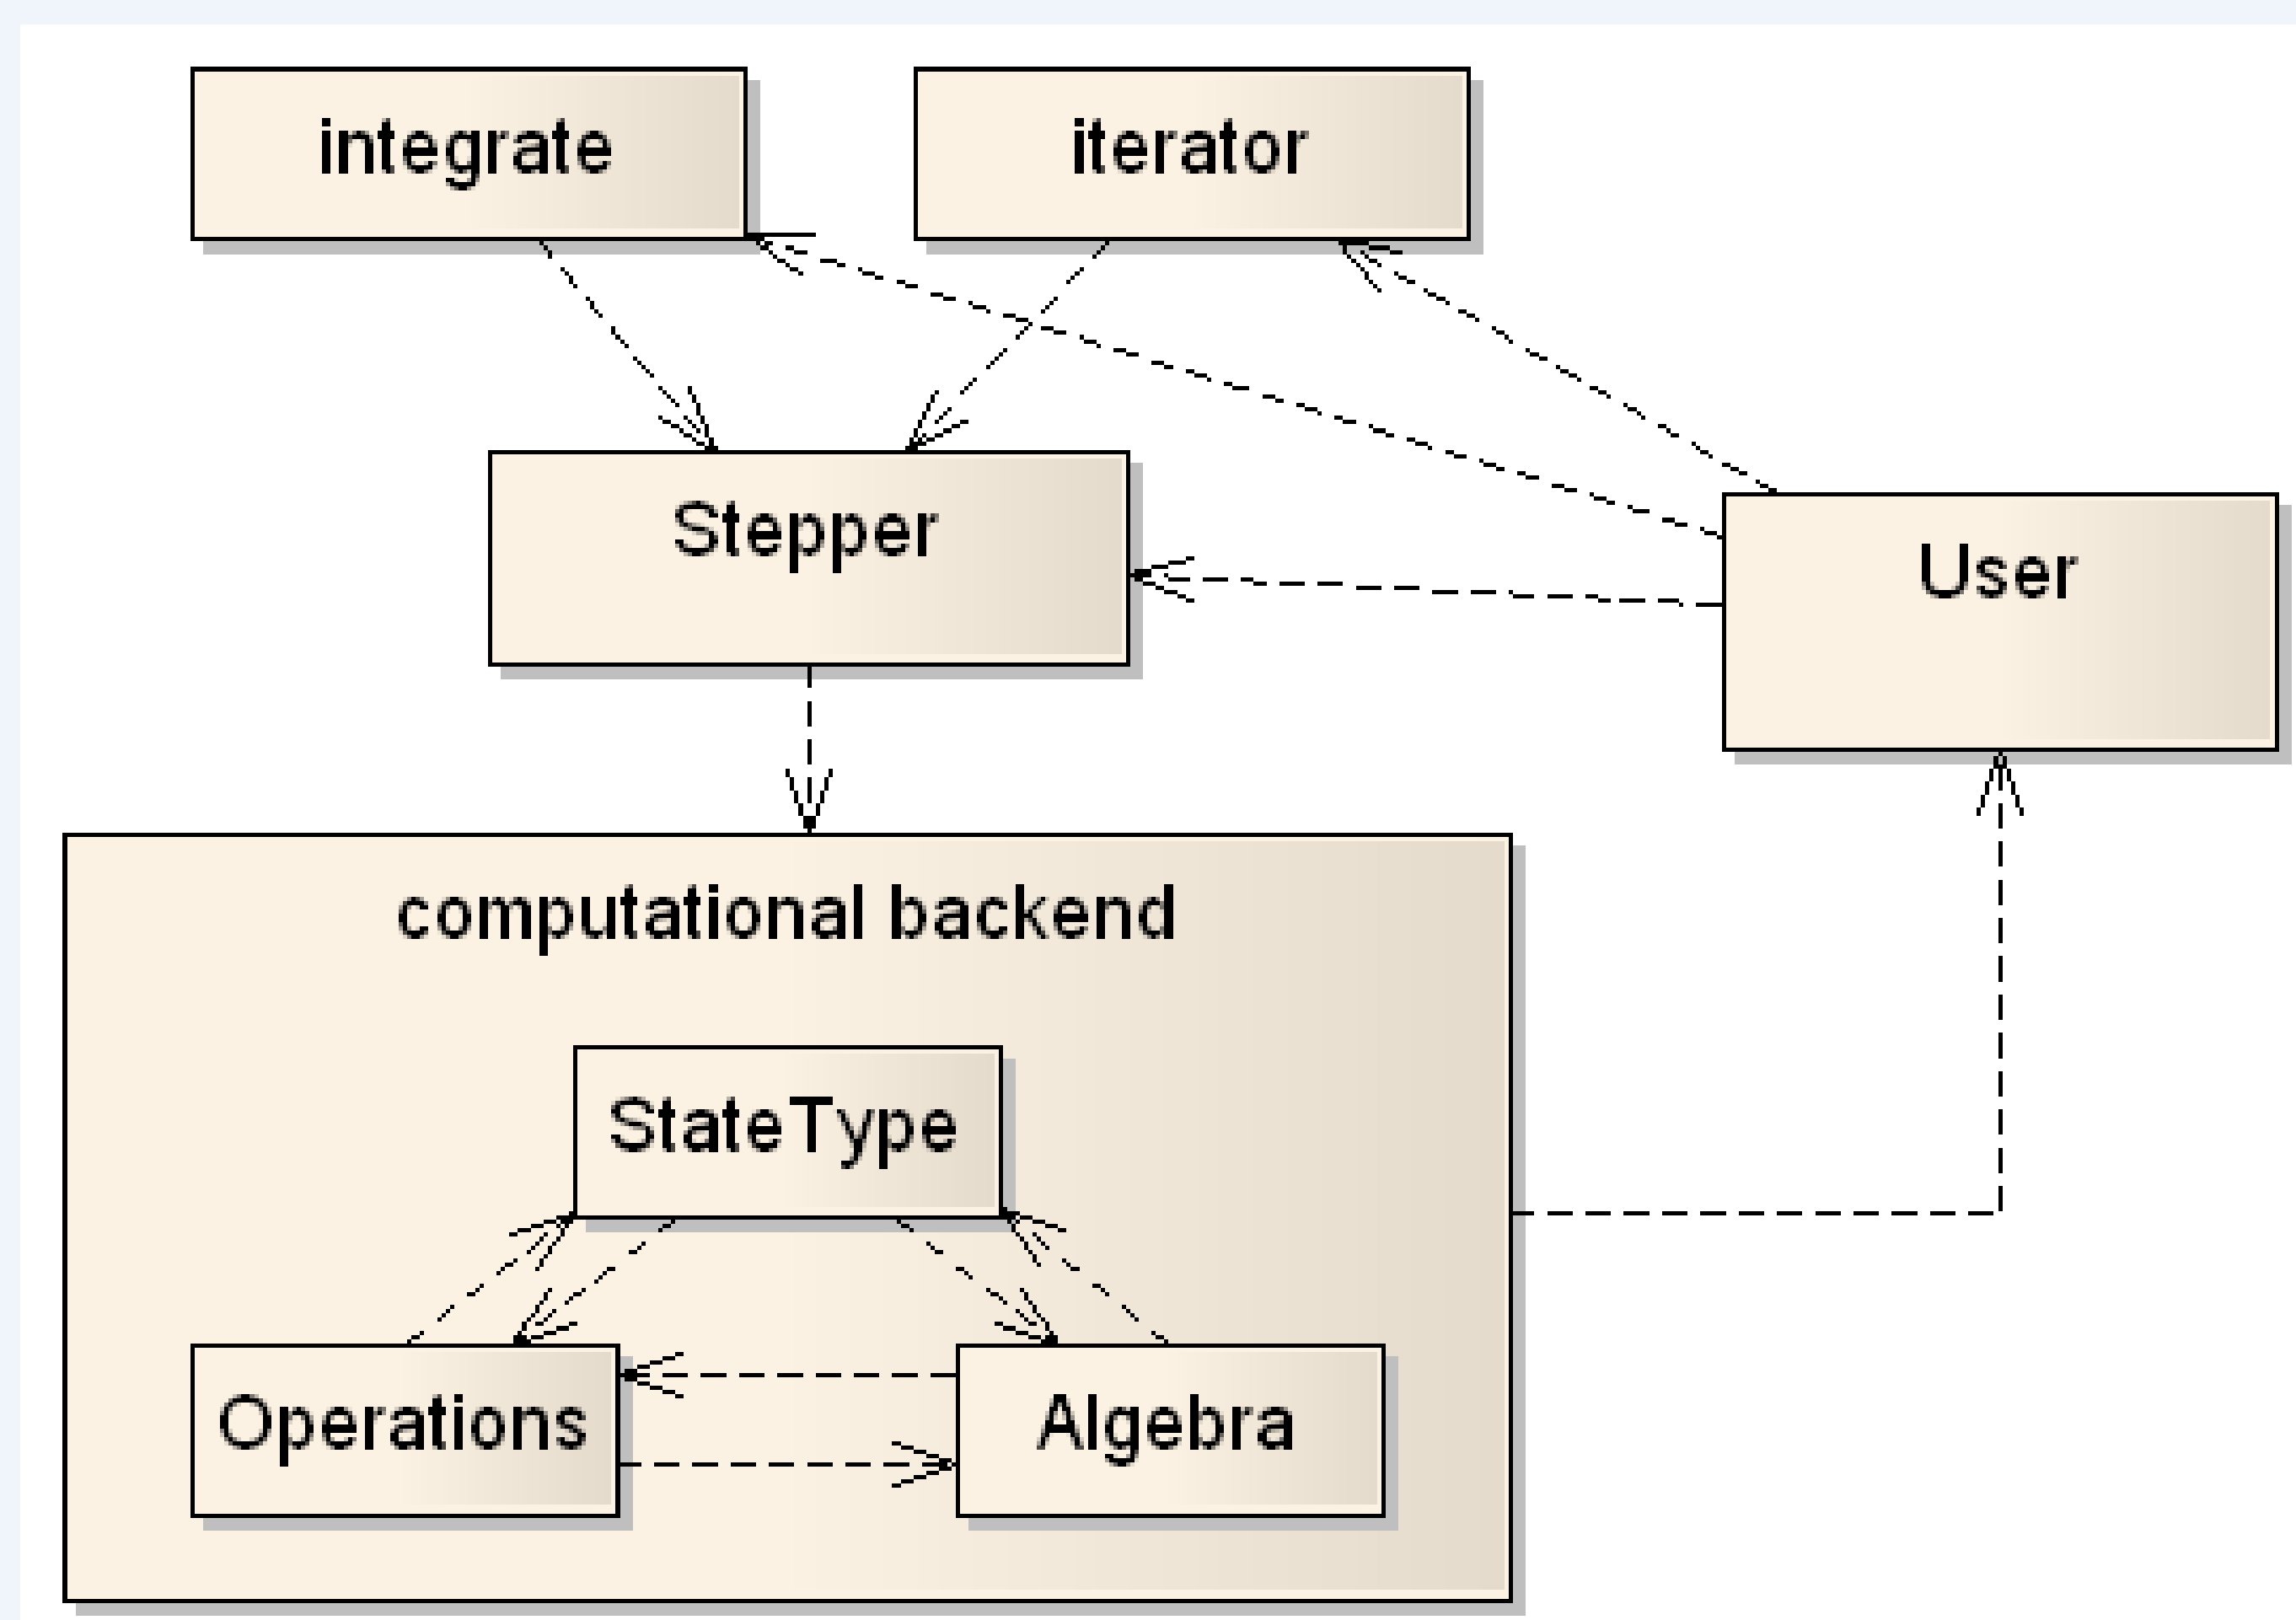 integrate
iterator
Stepper
User
computational backend
StateType
Operations
Algebra